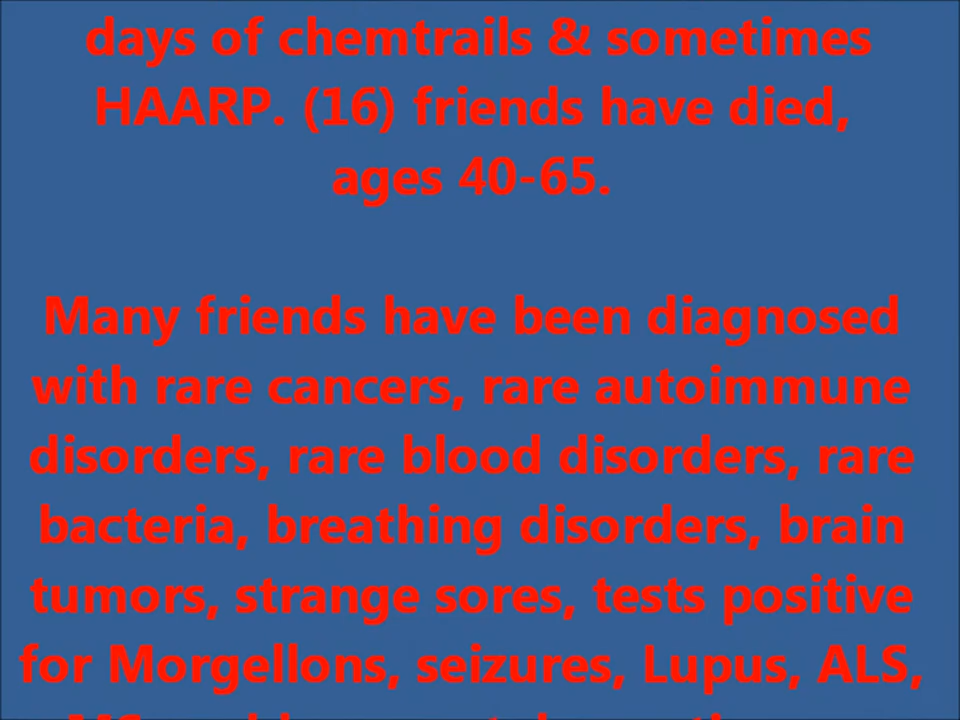 days of chemtrails & sometimes
HAARP. (16) friends have died,
ages 40-65.
Many friends have been diagnosed
with rare cancers, rare autoimmune
disorders, rare blood disorders, rare
bacteria, breathing disorders, brain
tumors, strange sores, tests positive
for Morgellons, seizures, Lupus, ALS,